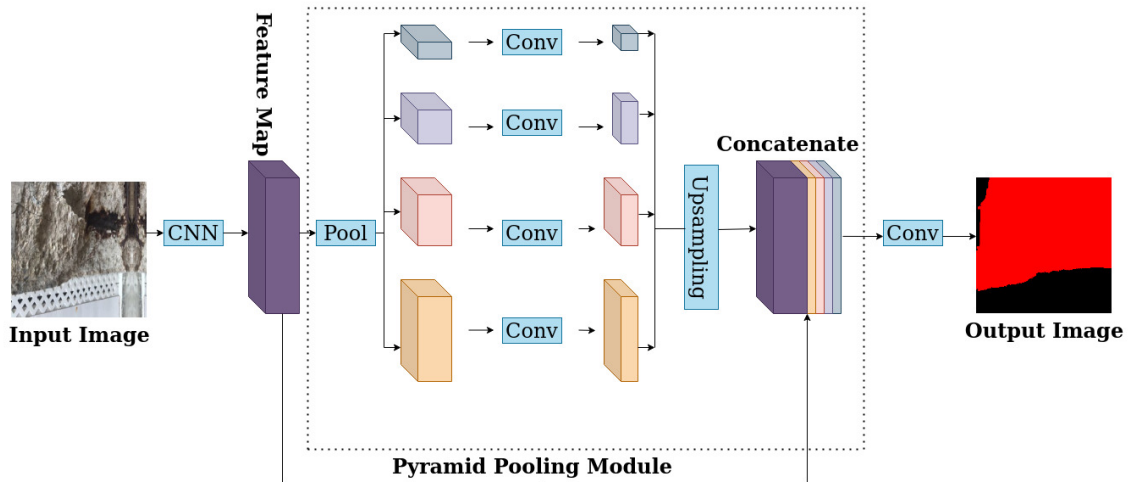 Feature Map
Conv
Conv
Concatenate
CNN
Pool
Conv
Upsampling
Conv
Input Image
Conv
Output Image
Pyramid Pooling Module